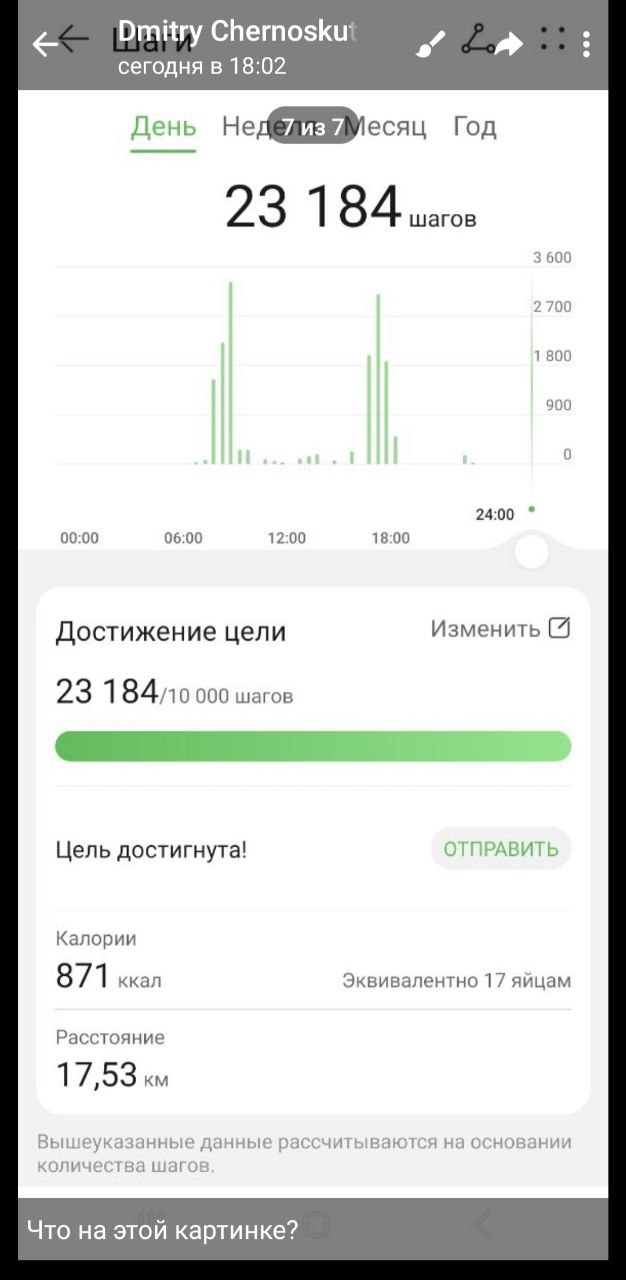 Dmitry Chernoskut
Шаги
сегодня в 18:02
День Неделя Месяц Год
7 из 7
23 184 шагов
3 600
2 700
1 800
900
0
24:00
00:00 06:00 12:00 18:00
Достижение цели Изменить
23 184/10 000 шагов
Цель достигнута! ОТПРАВИТЬ
Калории
871 ккал Эквивалентно 17 яйцам
Расстояние
17,53 км
Вышеуказанные данные рассчитываются на основании
количества шагов.
Что на этой картинке?